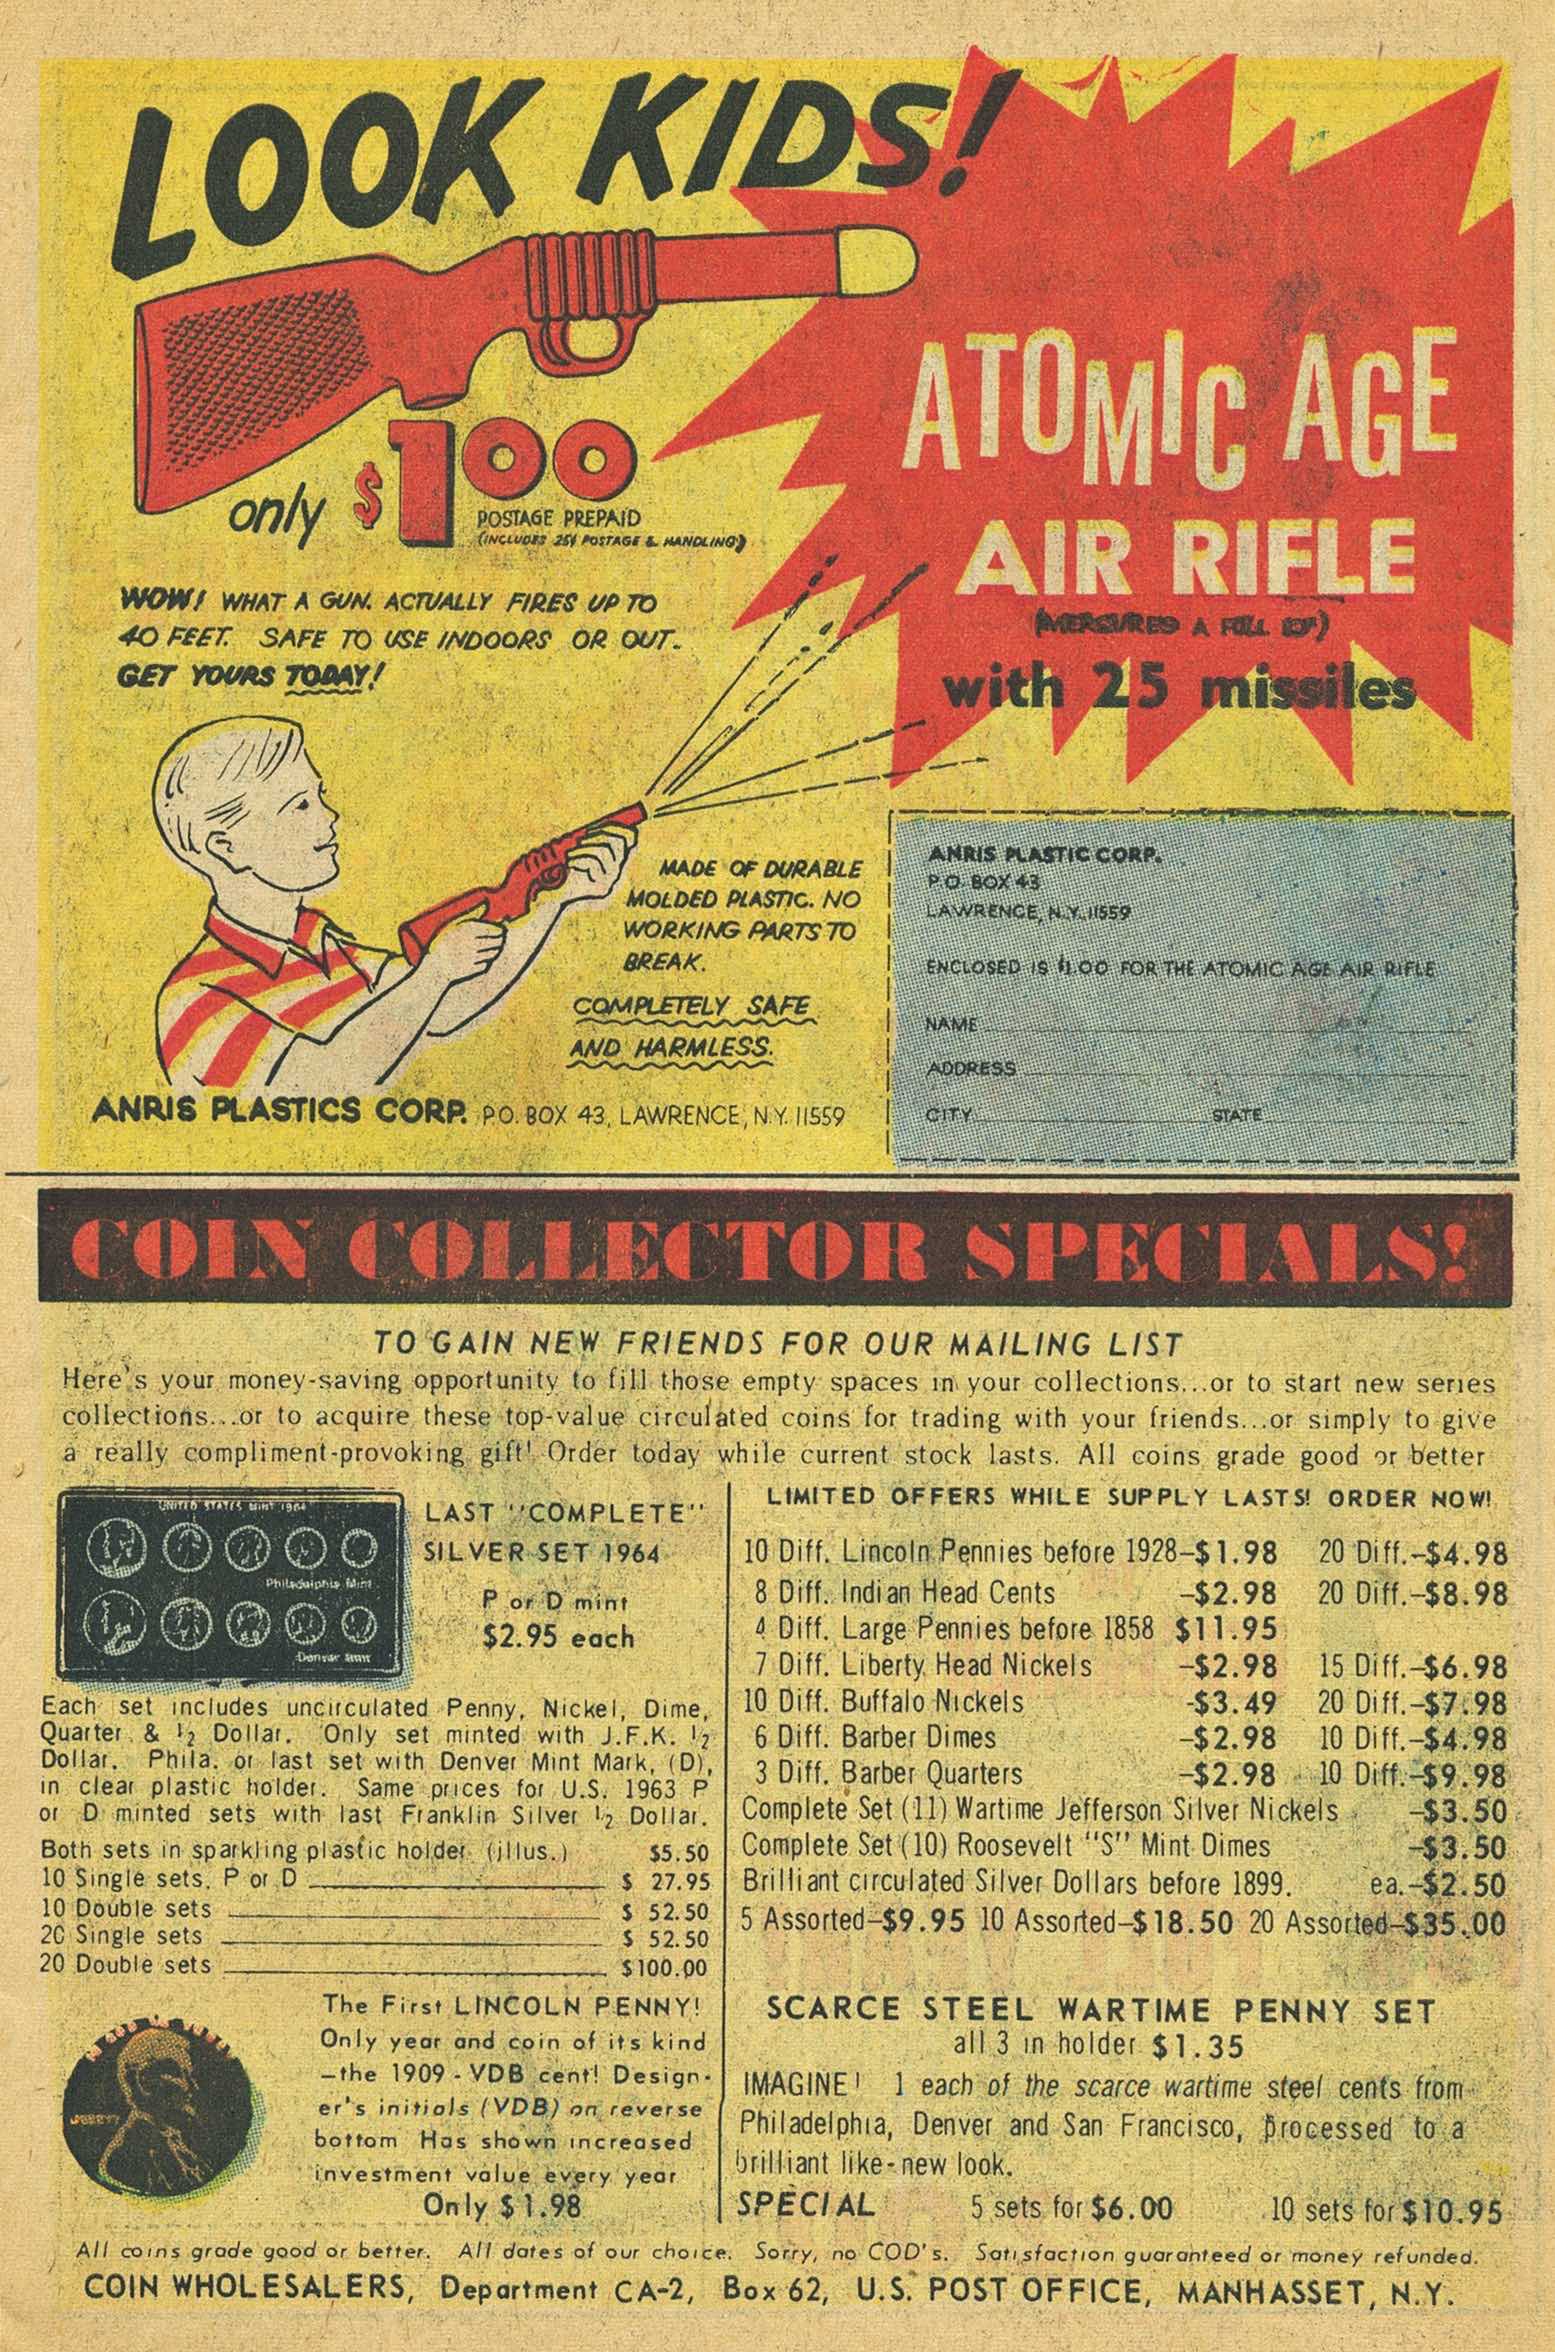 LOOK KIDS!
only $1.00
POSTAGE PREPAID
(INCLUDES 25¢ POSTAGE & HANDLING)
ATOMIC AGE
AIR RIFLE
(MEASURES A FULL
with 25 missiles
WOW! WHAT A GUN. ACTUALLY FIRES UP TO
40 FEET. SAFE TO USE INDOORS OR OUT.
GET YOURS TODAY!
MADE OF DURABLE
MOLDED PLASTIC. NO
WORKING PARTS TO
BREAK.
COMPLETELY SAFE
AND HARMLESS.
ANRIS PLASTICS CORP. P.O. BOX 43, LAWRENCE, N.Y. 11559
ANRIS PLASTIC CORP.
P.O. BOX 43
LAWRENCE, N.Y. 11559
ENCLOSED IS $1.00 FOR THE ATOMIC AGE AIR RIFLE
NAME
ADDRESS
CITY STATE
COIN COLLECTOR SPECIALS!
TO GAIN NEW FRIENDS FOR OUR MAILING LIST
Here's your money-saving opportunity to fill those empty spaces in your collections...or to start new series
collections...or to acquire these top-value circulated coins for trading with your friends...or simply to give
a really compliment-provoking gift! Order today while current stock lasts. All coins grade good or better
UNITED STATES MINT 1964
Philadelphia Mint
Denver Mint
LAST "COMPLETE"
SILVER SET 1964
P or D mint
$2.95 each
Each set includes uncirculated Penny, Nickel, Dime,
Quarter & ½ Dollar. Only set minted with J.F.K. ½
Dollar. Phila. or last set with Denver Mint Mark, (D),
in clear plastic holder. Same prices for U.S. 1963 P
or D minted sets with last Franklin Silver ½ Dollar.
Both sets in sparkling plastic holder (illus.) $5.50
10 Single sets, P or D $ 27.95
10 Double sets $ 52.50
20 Single sets $ 52.50
20 Double sets $100.00
LIBERTY
The First LINCOLN PENNY!
Only year and coin of its kind
–the 1909 - VDB cent! Design-
er's initials (VDB) on reverse
bottom Has shown increased
investment value every year
Only $1.98
LIMITED OFFERS WHILE SUPPLY LASTS! ORDER NOW!
10 Diff. Lincoln Pennies before 1928–$1.98 20 Diff.–$4.98
8 Diff. Indian Head Cents –$2.98 20 Diff.–$8.98
4 Diff. Large Pennies before 1858 $11.95
7 Diff. Liberty Head Nickels –$2.98 15 Diff.–$6.98
10 Diff. Buffalo Nickels –$3.49 20 Diff.–$7.98
6 Diff. Barber Dimes –$2.98 10 Diff.–$4.98
3 Diff. Barber Quarters –$2.98 10 Diff.–$9.98
Complete Set (11) Wartime Jefferson Silver Nickels –$3.50
Complete Set (10) Roosevelt "S" Mint Dimes –$3.50
Brilliant circulated Silver Dollars before 1899. ea.–$2.50
5 Assorted–$9.95 10 Assorted–$18.50 20 Assorted–$35.00
SCARCE STEEL WARTIME PENNY SET
all 3 in holder $1.35
IMAGINE! 1 each of the scarce wartime steel cents from
Philadelphia, Denver and San Francisco, processed to a
brilliant like-new look.
SPECIAL 5 sets for $6.00 10 sets for $10.95
All coins grade good or better. All dates of our choice. Sorry, no COD's. Satisfaction guaranteed or money refunded.
COIN WHOLESALERS, Department CA-2, Box 62, U.S. POST OFFICE, MANHASSET, N.Y.